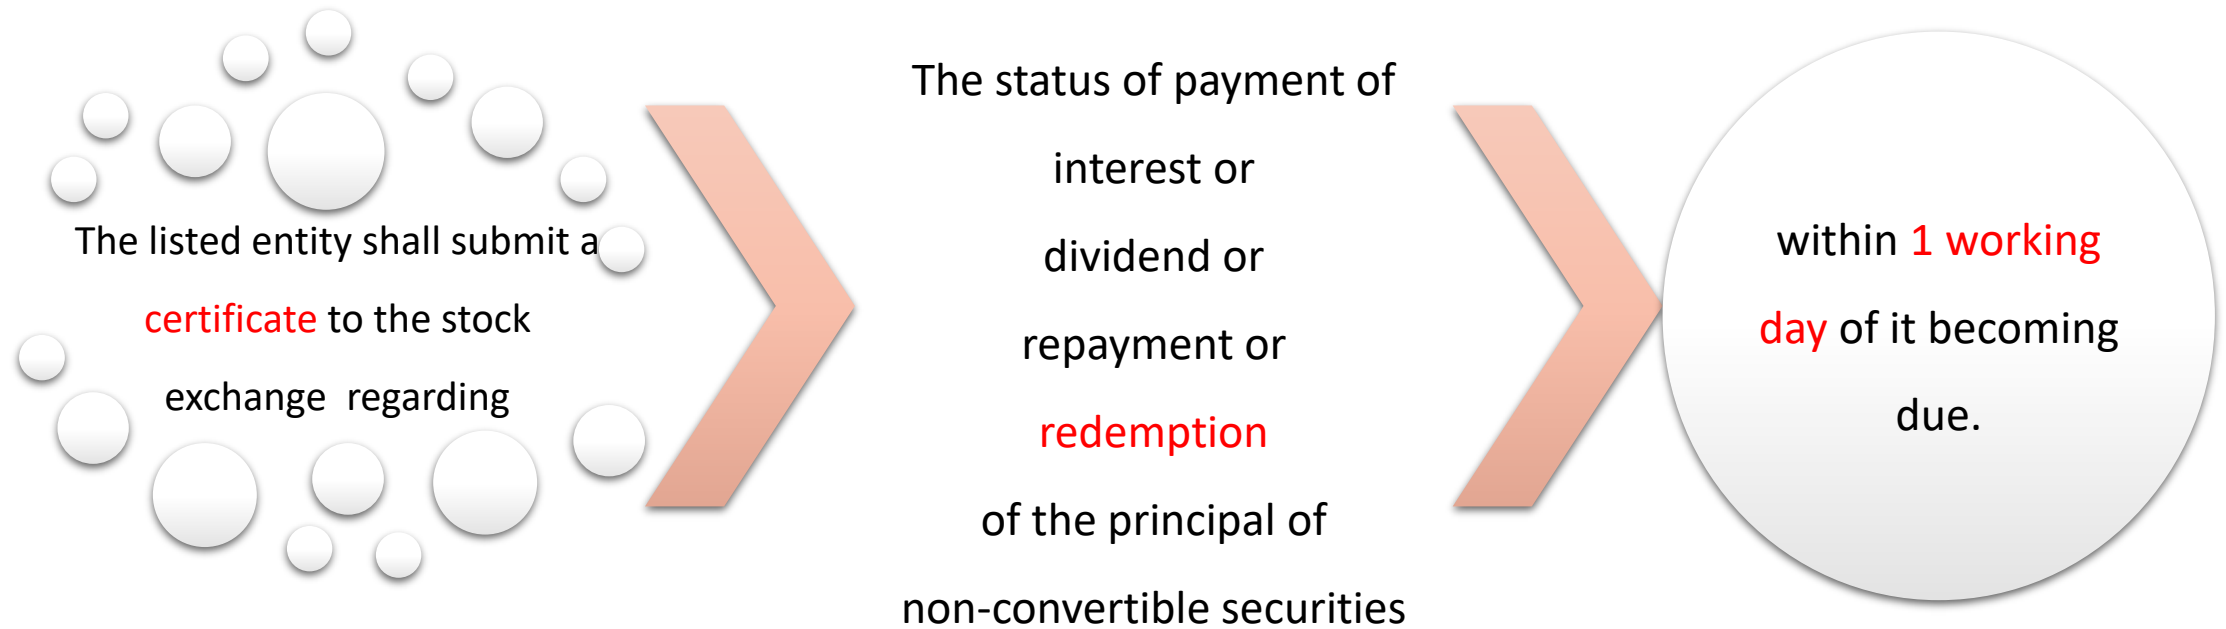 The listed entity shall submit a
certificate to the stock
exchange  regarding
The status of payment of
interest or
dividend or
repayment or
redemption
of the principal of
non-convertible securities
within 1 working
day of it becoming
due.